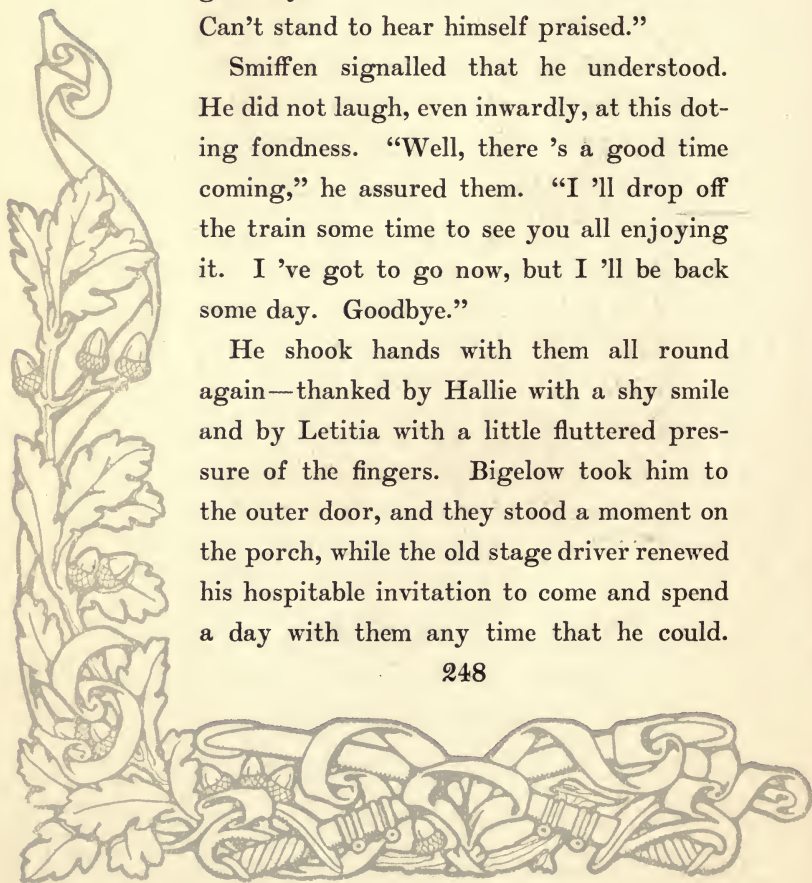 Can't stand to hear himself praised.”
Smiffen signalled that he understood.
He did not laugh, even inwardly, at this dot-
ing fondness. “Well, there 's a good time
coming,” he assured them. “I 'll drop off
the train some time to see you all enjoying
it. I 've got to go now, but I 'll be back
some day. Goodbye.”
He shook hands with them all round
again—thanked by Hallie with a shy smile
and by Letitia with a little fluttered pres-
sure of the fingers. Bigelow took him to
the outer door, and they stood a moment on
the porch, while the old stage driver renewed
his hospitable invitation to come and spend
a day with them any time that he could.
248